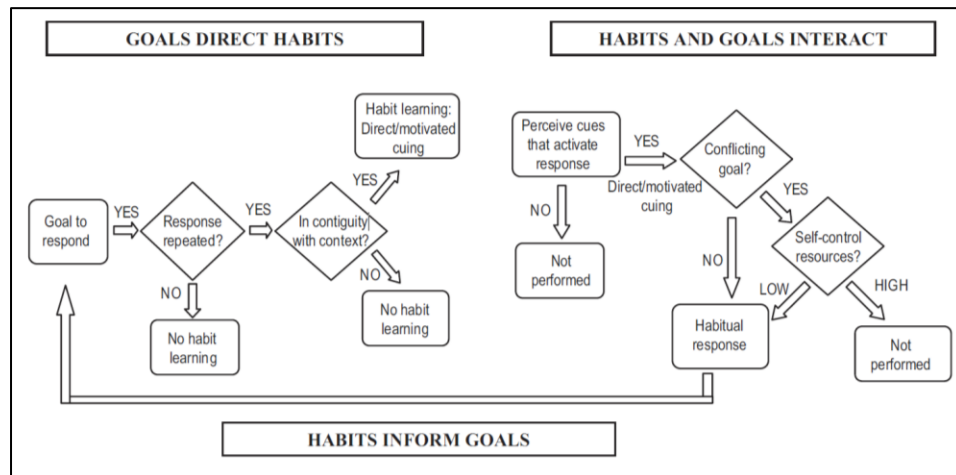 GOALS DIRECT HABITS
HABITS AND GOALS INTERACT
Goal to
respond
YES
Response
repeated?
NO
No habit
learning
YES
In contiguity
with context?
YES
Habit learning:
Direct/motivated
cuing
NO
No habit
learning
Perceive cues
that activate
response
YES
Direct/motivated
cuing
NO
Not
performed
Conflicting
goal?
YES
NO
Self-control
resources?
LOW
HIGH
Habitual
response
Not
performed
HABITS INFORM GOALS